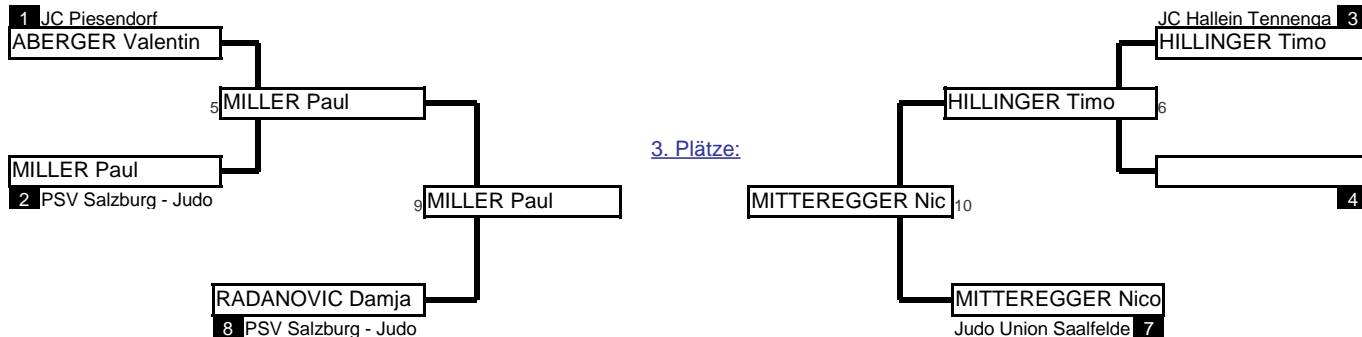 1 JC Piesendorf
JC Hallein Tennenga 3
ABERGER Valentin
HILLINGER Timo
5 MILLER Paul
HILLINGER Timo 6
3. Plätze:
MILLER Paul
2 PSV Salzburg - Judo
4
9 MILLER Paul
MITTEREGGER Nic 10
RADANOVIC Damja
MITTEREGGER Nico
8 PSV Salzburg - Judo
Judo Union Saalfelde 7